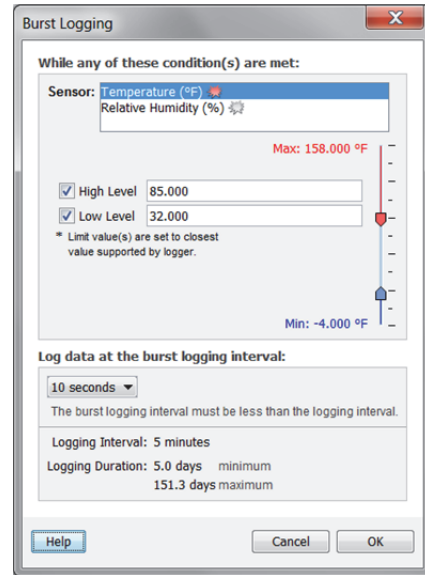 Burst Logging
While any of these condition(s) are met:
Sensor: Temperature (ºF)
Relative Humidity (%)
Max: 158.000 ºF
High Level 85.000
Low Level 32.000
* Limit value(s) are set to closest
value supported by logger.
Min: -4.000 ºF
Log data at the burst logging interval:
10 seconds
The burst logging interval must be less than the logging interval.
Logging Interval: 5 minutes
Logging Duration: 5.0 days minimum
151.3 days maximum
Help Cancel OK